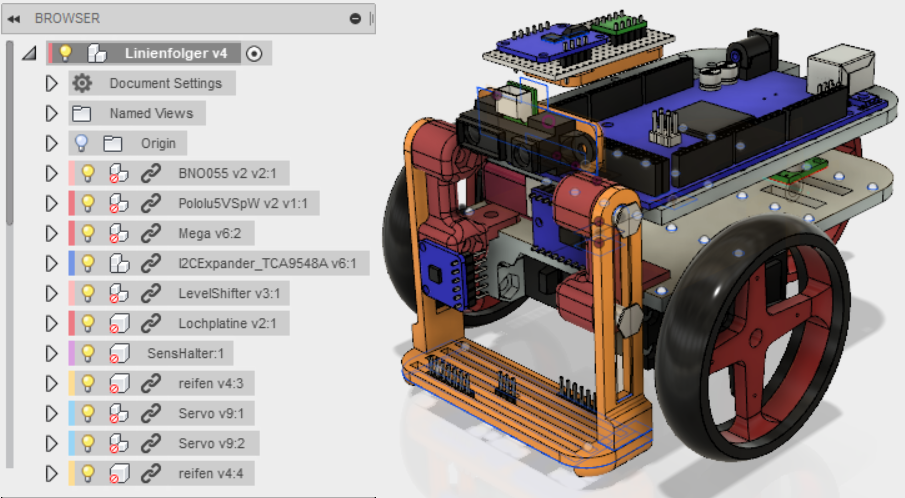 BROWSER
Linienfolger v4
Document Settings
Named Views
Origin
BNO055 v2 v2:1
Pololu5VSpW v2 v1:1
Mega v6:2
I2CExpander_TCA9548A v6:1
LevelShifter v3:1
Lochplatine v2:1
SensHalter:1
reifen v4:3
Servo v9:1
Servo v9:2
reifen v4:4